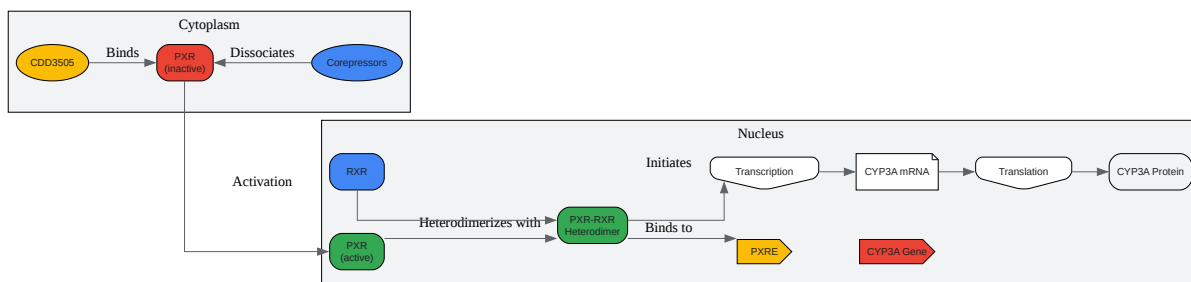 Cytoplasm
CDD3505
Binds
PXR
(inactive)
Dissociates
Corepressors
Activation
Nucleus
RXR
Heterodimerizes with
PXR
(active)
PXR-RXR
Heterodimer
Initiates
Binds to
Transcription
CYP3A mRNA
Translation
CYP3A Protein
PXRE
CYP3A Gene